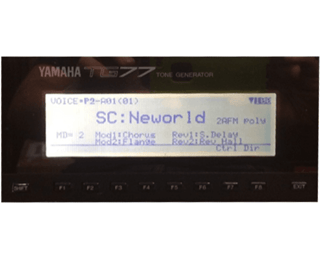 YAMAHA TG77 TONE GENERATOR
VOICE•P2-A01(01)
SC:Neworld 2AFM poly
MD= 2 Mod1:Chorus Rev1:S.Delay
Mod2:Flange Rev2:Rev.Hall
Ctrl Dir
SHIFT F1 F2 F3 F4 F5 F6 F7 F8 EXIT